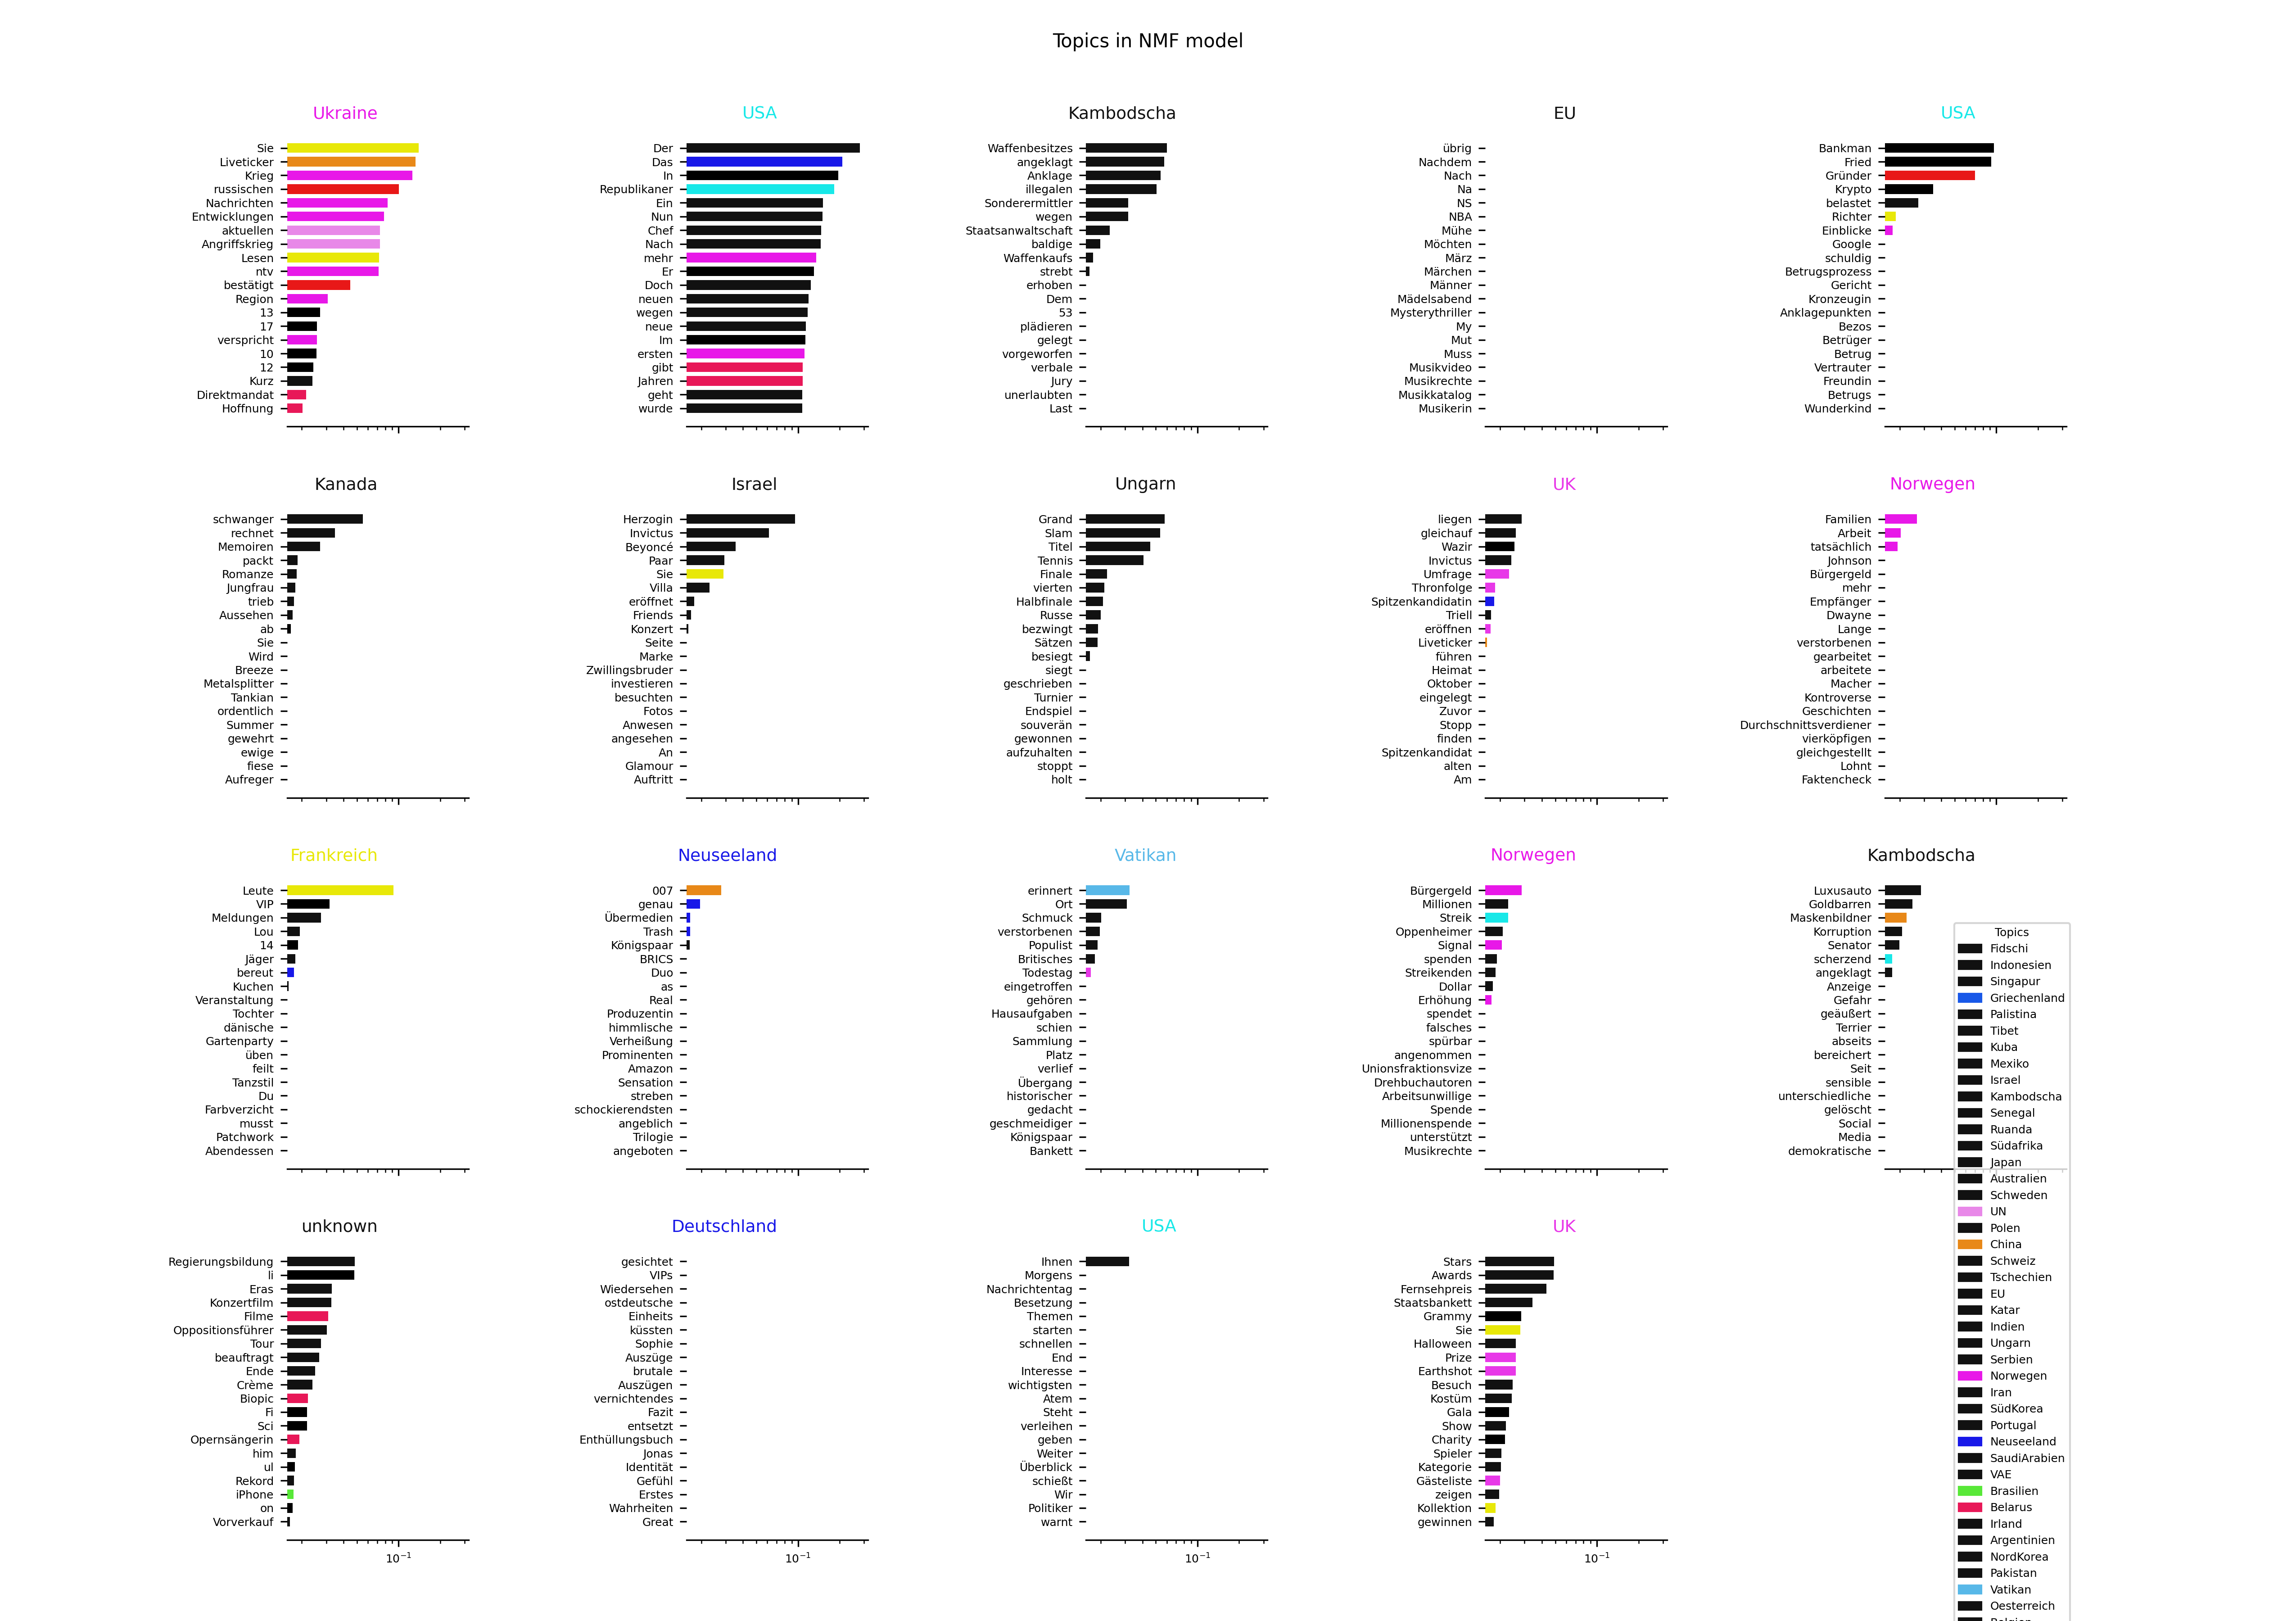 Topics in NMF model
Ukraine
Sie
Liveticker
Krieg
russischen
Nachrichten
Entwicklungen
aktuellen
Angriffskrieg
Lesen
ntv
bestätigt
Region
13
17
verspricht
10
12
Kurz
Direktmandat
Hoffnung
USA
Der
Das
In
Republikaner
Ein
Nun
Chef
Nach
mehr
Er
Doch
neuen
wegen
neue
Im
ersten
gibt
Jahren
geht
wurde
Kambodscha
Waffenbesitzes
angeklagt
Anklage
illegalen
Sonderermittler
wegen
Staatsanwaltschaft
baldige
Waffenkaufs
strebt
erhoben
Dem
53
plädieren
gelegt
vorgeworfen
verbale
Jury
unerlaubten
Last
EU
übrig
Nachdem
Nach
Na
NS
NBA
Mühe
Möchten
März
Märchen
Männer
Mädelsabend
Mysterythriller
My
Mut
Muss
Musikvideo
Musikrechte
Musikkatalog
Musikerin
USA
Bankman
Fried
Gründer
Krypto
belastet
Richter
Einblicke
Google
schuldig
Betrugsprozess
Gericht
Kronzeugin
Anklagepunkten
Bezos
Betrüger
Betrug
Vertrauter
Freundin
Betrugs
Wunderkind
Kanada
schwanger
rechnet
Memoiren
packt
Romanze
Jungfrau
trieb
Aussehen
ab
Sie
Wird
Breeze
Metalsplitter
Tankian
ordentlich
Summer
gewehrt
ewige
fiese
Aufreger
Israel
Herzogin
Invictus
Beyoncé
Paar
Sie
Villa
eröffnet
Friends
Konzert
Seite
Marke
Zwillingsbruder
investieren
besuchten
Fotos
Anwesen
angesehen
An
Glamour
Auftritt
Ungarn
Grand
Slam
Titel
Tennis
Finale
vierten
Halbfinale
Russe
bezwingt
Sätzen
besiegt
siegt
geschrieben
Turnier
Endspiel
souverän
gewonnen
aufzuhalten
stoppt
holt
UK
liegen
gleichauf
Wazir
Invictus
Umfrage
Thronfolge
Spitzenkandidatin
Triell
eröffnen
Liveticker
führen
Heimat
Oktober
eingelegt
Zuvor
Stopp
finden
Spitzenkandidat
alten
Am
Norwegen
Familien
Arbeit
tatsächlich
Johnson
Bürgergeld
mehr
Empfänger
Dwayne
Lange
verstorbenen
gearbeitet
arbeitete
Macher
Kontroverse
Geschichten
Durchschnittsverdiener
vierköpfigen
gleichgestellt
Lohnt
Faktencheck
Frankreich
Leute
VIP
Meldungen
Lou
14
Jäger
bereut
Kuchen
Veranstaltung
Tochter
dänische
Gartenparty
üben
feilt
Tanzstil
Du
Farbverzicht
musst
Patchwork
Abendessen
Neuseeland
007
genau
Übermedien
Trash
Königspaar
BRICS
Duo
as
Real
Produzentin
himmlische
Verheißung
Prominenten
Amazon
Sensation
streben
schockierendsten
angeblich
Trilogie
angeboten
Vatikan
erinnert
Ort
Schmuck
verstorbenen
Populist
Britisches
Todestag
eingetroffen
gehören
Hausaufgaben
schien
Sammlung
Platz
verlief
Übergang
historischer
gedacht
geschmeidiger
Königspaar
Bankett
Norwegen
Bürgergeld
Millionen
Streik
Oppenheimer
Signal
spenden
Streikenden
Dollar
Erhöhung
spendet
falsches
spürbar
angenommen
Unionsfraktionsvize
Drehbuchautoren
Arbeitsunwillige
Spende
Millionenspende
unterstützt
Musikrechte
Kambodscha
Luxusauto
Goldbarren
Maskenbildner
Korruption
Senator
scherzend
angeklagt
Anzeige
Gefahr
geäußert
Terrier
abseits
bereichert
Seit
sensible
unterschiedliche
gelöscht
Social
Media
demokratische
unknown
Regierungsbildung
li
Eras
Konzertfilm
Filme
Oppositionsführer
Tour
beauftragt
Ende
Crème
Biopic
Fi
Sci
Opernsängerin
him
ul
Rekord
iPhone
on
Vorverkauf
10⁻¹
Deutschland
gesichtet
VIPs
Wiedersehen
ostdeutsche
Einheits
küssten
Sophie
Auszüge
brutale
Auszügen
vernichtendes
Fazit
entsetzt
Enthüllungsbuch
Jonas
Identität
Gefühl
Erstes
Wahrheiten
Great
10⁻¹
USA
Ihnen
Morgens
Nachrichtentag
Besetzung
Themen
starten
schnellen
End
Interesse
wichtigsten
Atem
Steht
verleihen
geben
Weiter
Überblick
schießt
Wir
Politiker
warnt
10⁻¹
UK
Stars
Awards
Fernsehpreis
Staatsbankett
Grammy
Sie
Halloween
Prize
Earthshot
Besuch
Kostüm
Gala
Show
Charity
Spieler
Kategorie
Gästeliste
zeigen
Kollektion
gewinnen
10⁻¹
Topics
Fidschi
Indonesien
Singapur
Griechenland
Palistina
Tibet
Kuba
Mexiko
Israel
Kambodscha
Senegal
Ruanda
Südafrika
Japan
Australien
Schweden
UN
Polen
China
Schweiz
Tschechien
EU
Katar
Indien
Ungarn
Serbien
Norwegen
Iran
SüdKorea
Portugal
Neuseeland
SaudiArabien
VAE
Brasilien
Belarus
Irland
Argentinien
NordKorea
Pakistan
Vatikan
Oesterreich